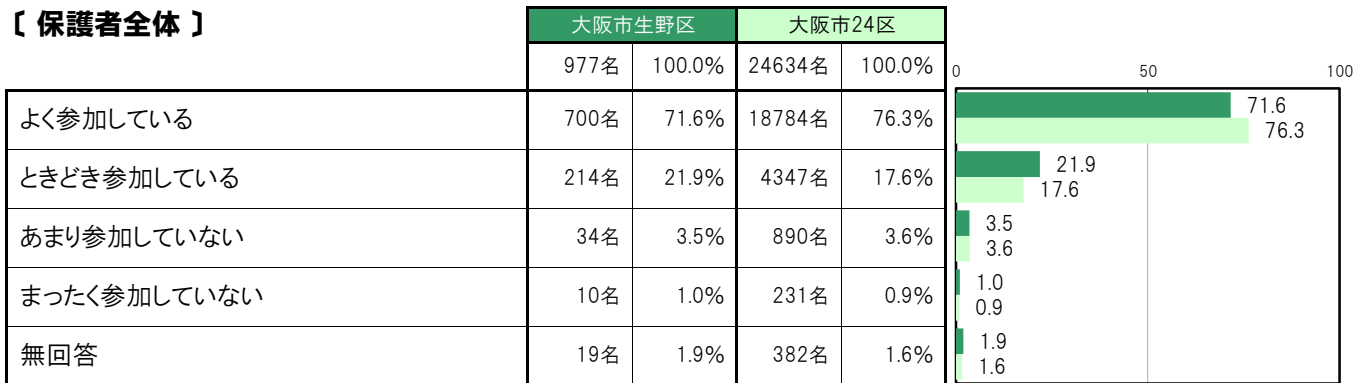 〔 保護者全体 〕
大阪市生野区 大阪市24区
977名 100.0% 24634名 100.0%
0 50 100
よく参加している 700名 71.6% 18784名 76.3%
71.6
76.3
ときどき参加している 214名 21.9% 4347名 17.6%
21.9
17.6
あまり参加していない 34名 3.5% 890名 3.6%
3.5
3.6
まったく参加していない 10名 1.0% 231名 0.9%
1.0
0.9
無回答 19名 1.9% 382名 1.6%
1.9
1.6